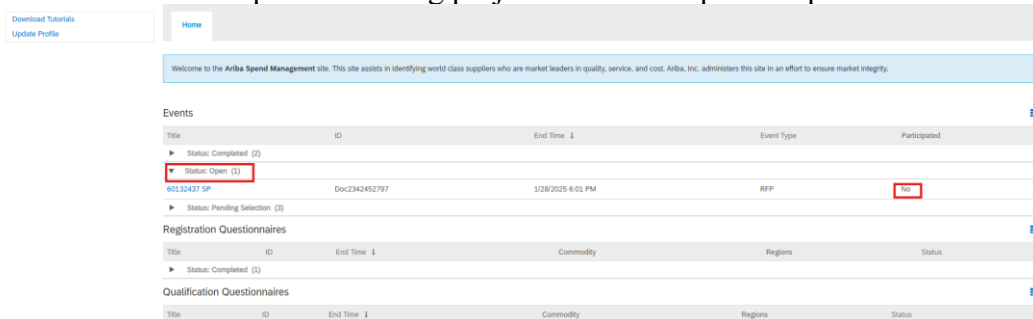 Download Tutorials
Update Profile
Home
Welcome to the Ariba Spend Management site. This site assists in identifying world class suppliers who are market leaders in quality, service, and cost. Ariba, Inc. administers this site in an effort to ensure market integrity.
Events
Title ID End Time ↓ Event Type Participated
► Status: Completed (2)
▼ Status: Open (1)
60132437 SP Doc2342452797 1/28/2025 6:01 PM RFP No
► Status: Pending Selection (3)
Registration Questionnaires
Title ID End Time ↓ Commodity Regions Status
► Status: Completed (1)
Qualification Questionnaires
Title ID End Time ↓ Commodity Regions Status